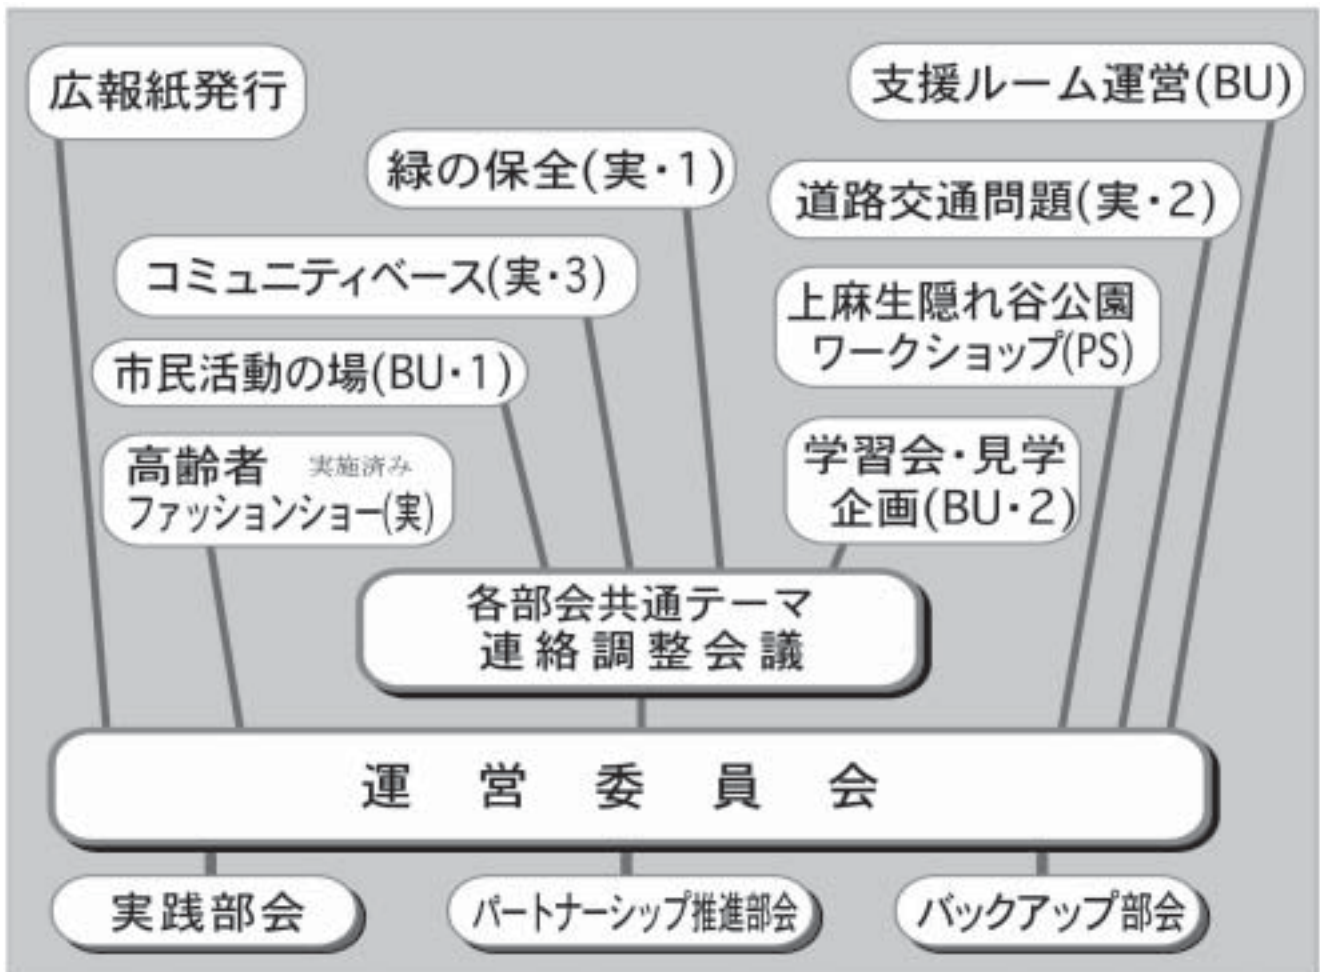 広報紙発行
支援ルーム運営(BU)
緑の保全(実・1)
道路交通問題(実・2)
コミュニティベース(実・3)
上麻生隠れ谷公園
ワークショップ(PS)
市民活動の場(BU・1)
高齢者 実施済み
ファッションショー(実)
学習会・見学
企画(BU・2)
各部会共通テーマ
連絡調整会議
運営委員会
実践部会
パートナーシップ推進部会
バックアップ部会